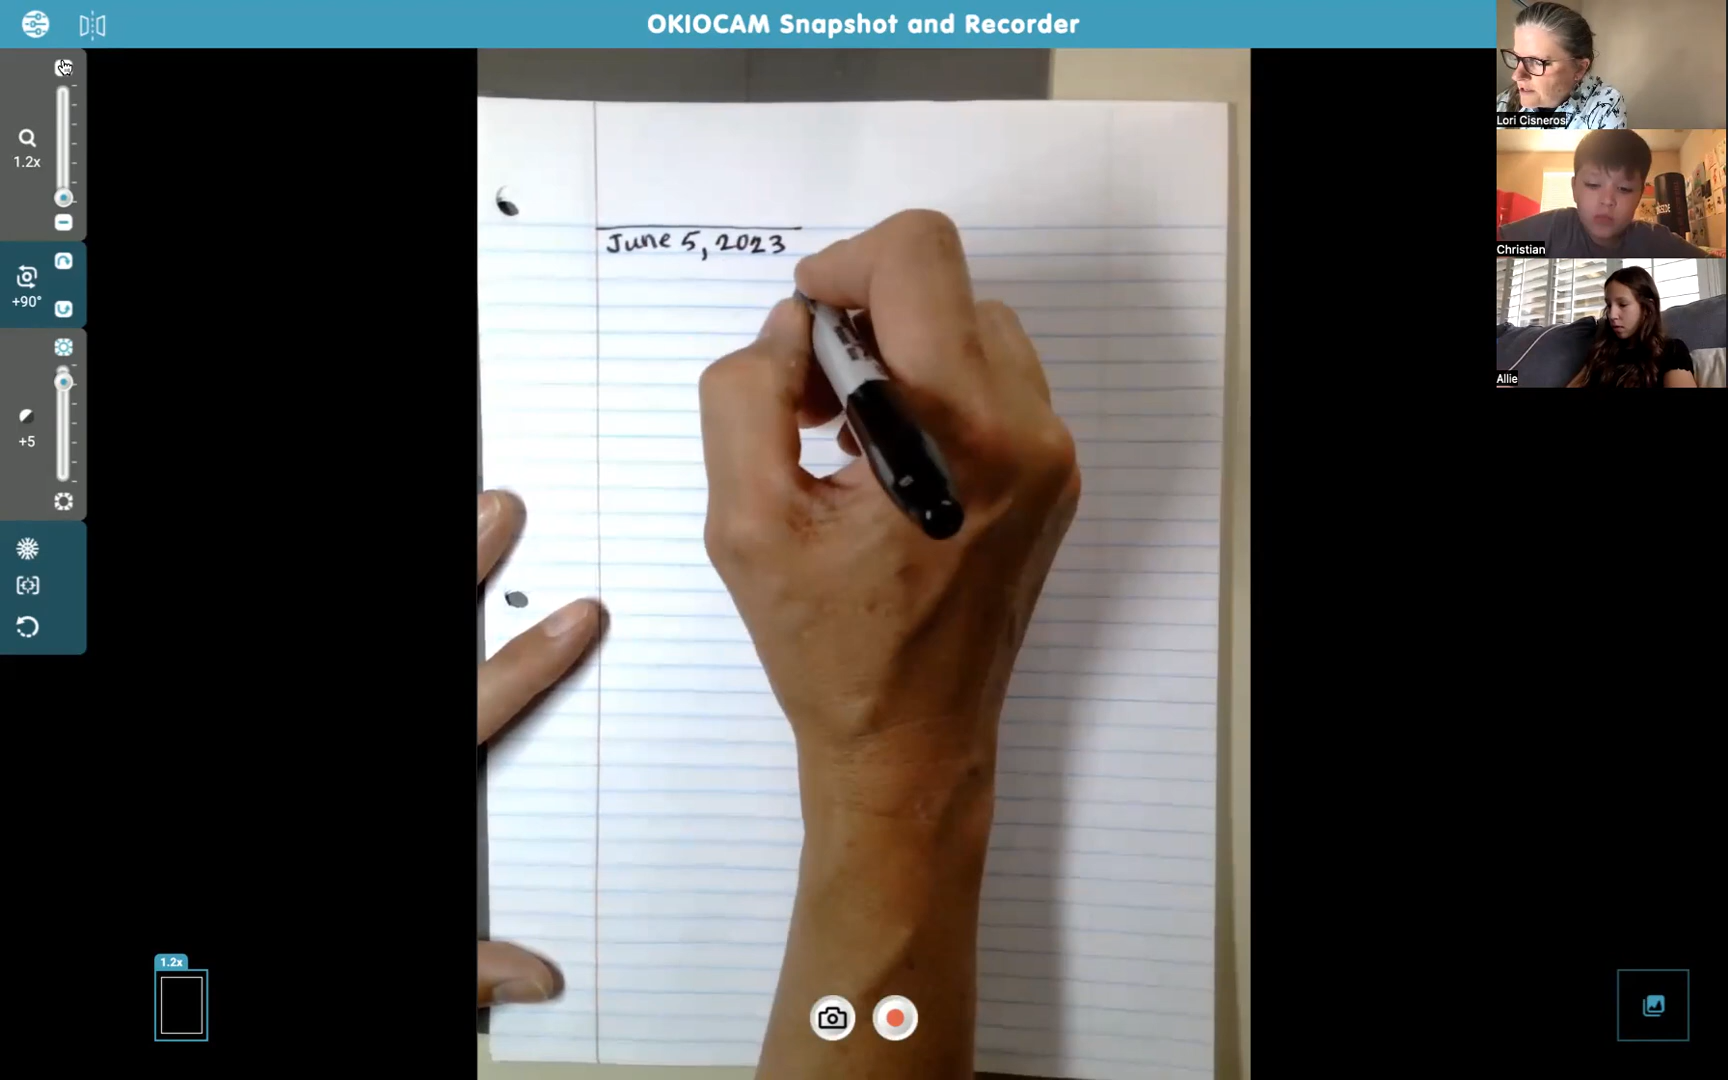 OKIOCAM Snapshot and Recorder
Lori Cisneros
1.2x
Christian
June 5, 2023
+90°
Allie
+5
1.2x